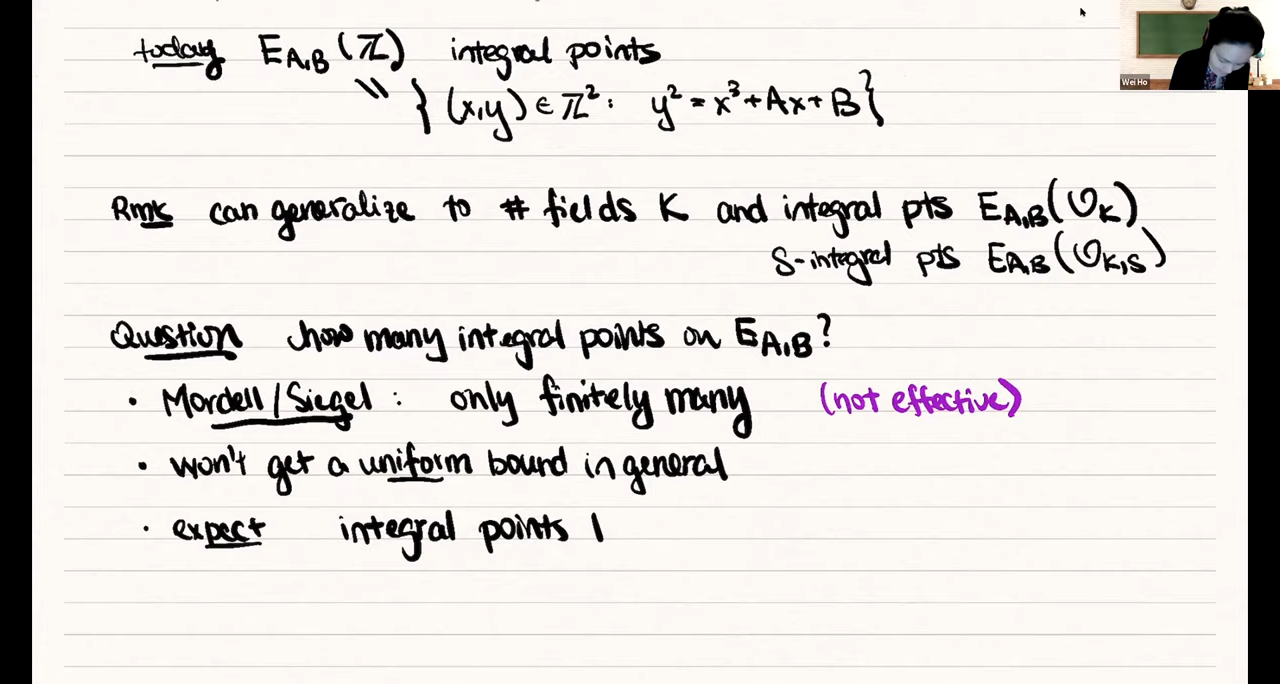 today E_{A,B}(ℤ) integral points
" { (x,y) ∈ ℤ²: y² = x³ + Ax + B }
Rmk can generalize to # fields K and integral pts E_{A,B}(O_K)
S-integral pts E_{A,B}(O_{K,S})
Question how many integral points on E_{A,B}?
• Mordell/Siegel: only finitely many (not effective)
• won't get a uniform bound in general
• expect integral points
Wei Ho